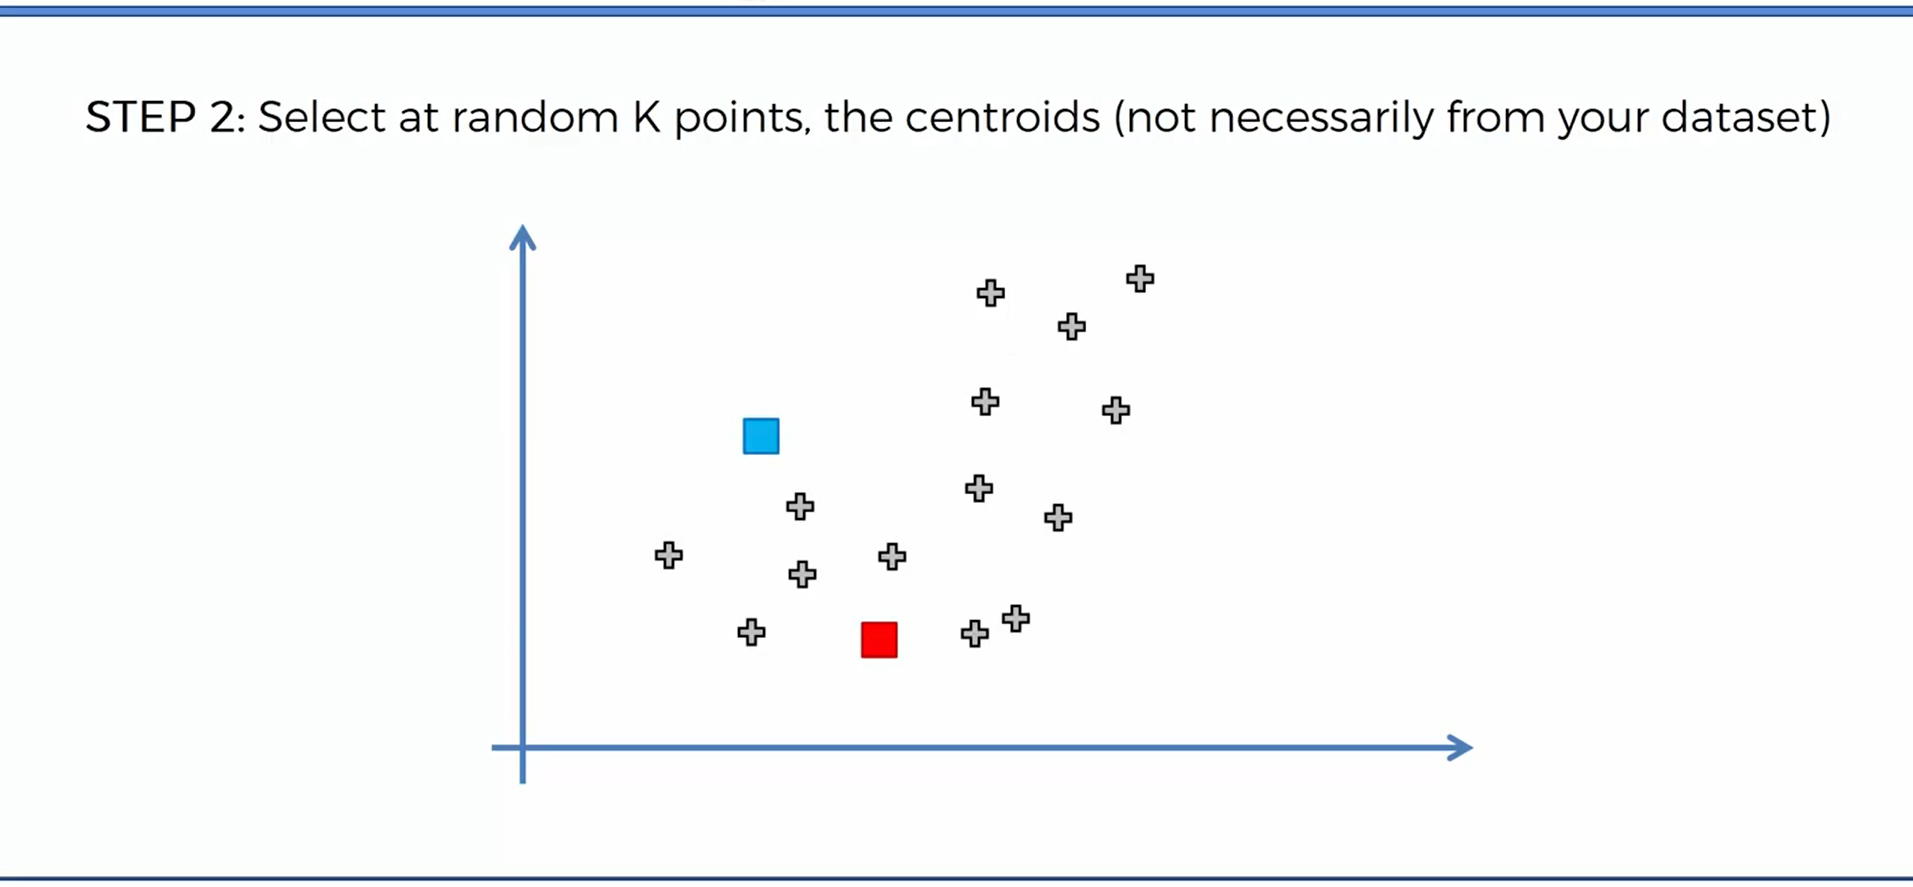 STEP 2: Select at random K points, the centroids (not necessarily from your dataset)